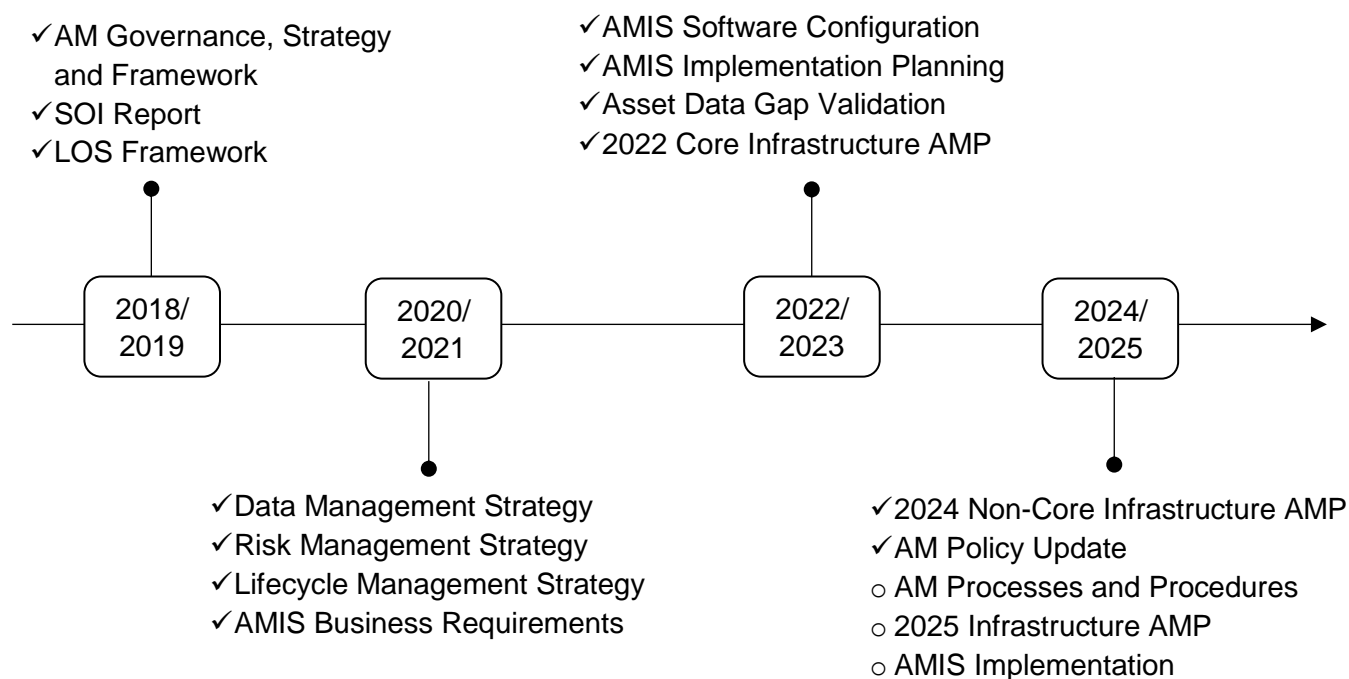 ✓AM Governance, Strategy
and Framework
✓SOI Report
✓LOS Framework
✓AMIS Software Configuration
✓AMIS Implementation Planning
✓Asset Data Gap Validation
✓2022 Core Infrastructure AMP
2018/
2019
2020/
2021
2022/
2023
2024/
2025
✓Data Management Strategy
✓Risk Management Strategy
✓Lifecycle Management Strategy
✓AMIS Business Requirements
✓2024 Non-Core Infrastructure AMP
✓AM Policy Update
o AM Processes and Procedures
o 2025 Infrastructure AMP
o AMIS Implementation